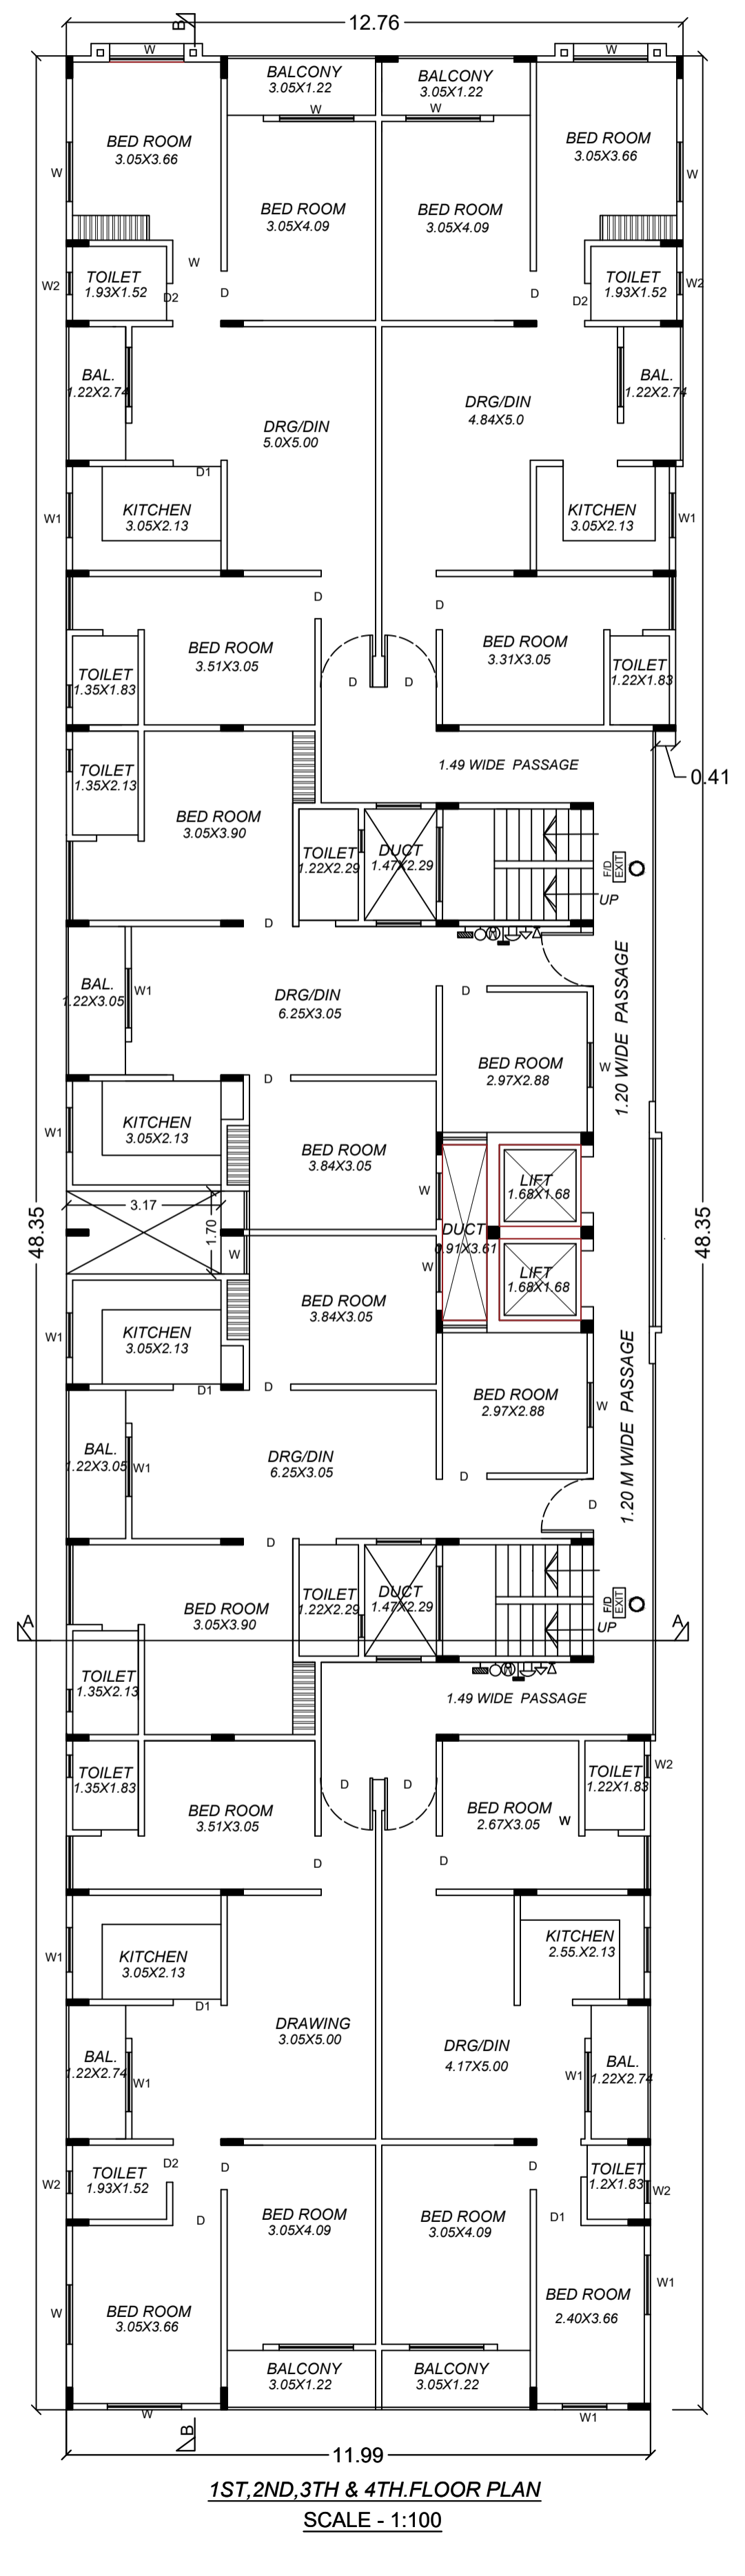 12.76
B
W
W
BALCONY
3.05X1.22
BALCONY
3.05X1.22
W
W
BED ROOM
3.05X3.66
BED ROOM
3.05X3.66
W
W
BED ROOM
3.05X4.09
BED ROOM
3.05X4.09
W
TOILET
1.93X1.52
TOILET
1.93X1.52
W2
W2
D2
D
D
D2
BAL.
1.22X2.74
BAL.
1.22X2.74
DRG/DIN
4.84X5.0
DRG/DIN
5.0X5.00
D1
KITCHEN
3.05X2.13
KITCHEN
3.05X2.13
W1
W1
D
D
BED ROOM
3.51X3.05
BED ROOM
3.31X3.05
TOILET
1.35X1.83
TOILET
1.22X1.83
D
D
1.49 WIDE PASSAGE
TOILET
1.35X2.13
0.41
BED ROOM
3.05X3.90
TOILET
1.22X2.29
DUCT
1.47X2.29
F/D
EXIT
UP
D
BAL.
1.22X3.05
W1
DRG/DIN
6.25X3.05
D
1.20 WIDE PASSAGE
BED ROOM
2.97X2.88
W
D
KITCHEN
3.05X2.13
W1
BED ROOM
3.84X3.05
W
LIFT
1.68X1.68
3.17
1.70
48.35
48.35
DUCT
0.91X3.61
W
W
LIFT
1.68X1.68
BED ROOM
3.84X3.05
KITCHEN
3.05X2.13
W1
D1
D
BED ROOM
2.97X2.88
W
1.20 M WIDE PASSAGE
BAL.
1.22X3.05
W1
DRG/DIN
6.25X3.05
D
D
D
BED ROOM
3.05X3.90
TOILET
1.22X2.29
DUCT
1.47X2.29
F/D
EXIT
UP
A
A
TOILET
1.35X2.13
1.49 WIDE PASSAGE
TOILET
1.35X1.83
TOILET
1.22X1.83
W2
D
D
BED ROOM
3.51X3.05
BED ROOM
2.67X3.05
W
D
D
KITCHEN
3.05X2.13
KITCHEN
2.55.X2.13
W1
D1
DRAWING
3.05X5.00
DRG/DIN
4.17X5.00
BAL.
1.22X2.74
W1
W1
BAL.
1.22X2.74
D2
D
D
TOILET
1.93X1.52
TOILET
1.2X1.83
W2
W2
D
D1
BED ROOM
3.05X4.09
BED ROOM
3.05X4.09
W1
BED ROOM
2.40X3.66
BED ROOM
3.05X3.66
W
BALCONY
3.05X1.22
BALCONY
3.05X1.22
W
W1
B
11.99
1ST,2ND,3TH & 4TH.FLOOR PLAN
SCALE - 1:100